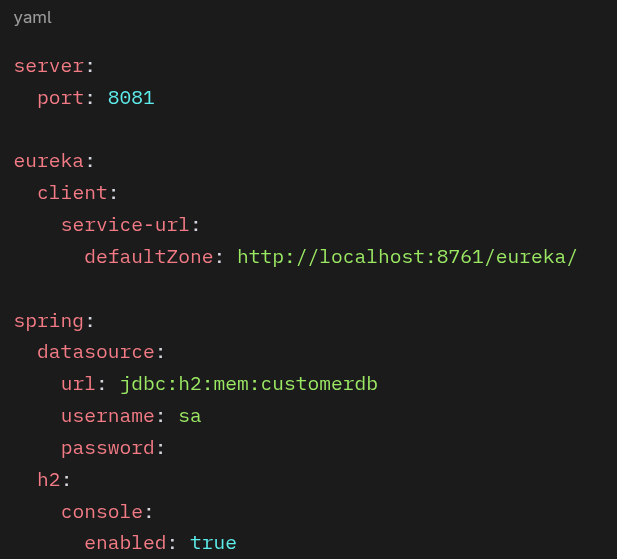 yaml
server:
  port: 8081
eureka:
  client:
    service-url:
      defaultZone: http://localhost:8761/eureka/
spring:
  datasource:
    url: jdbc:h2:mem:customerdb
    username: sa
    password:
  h2:
    console:
      enabled: true